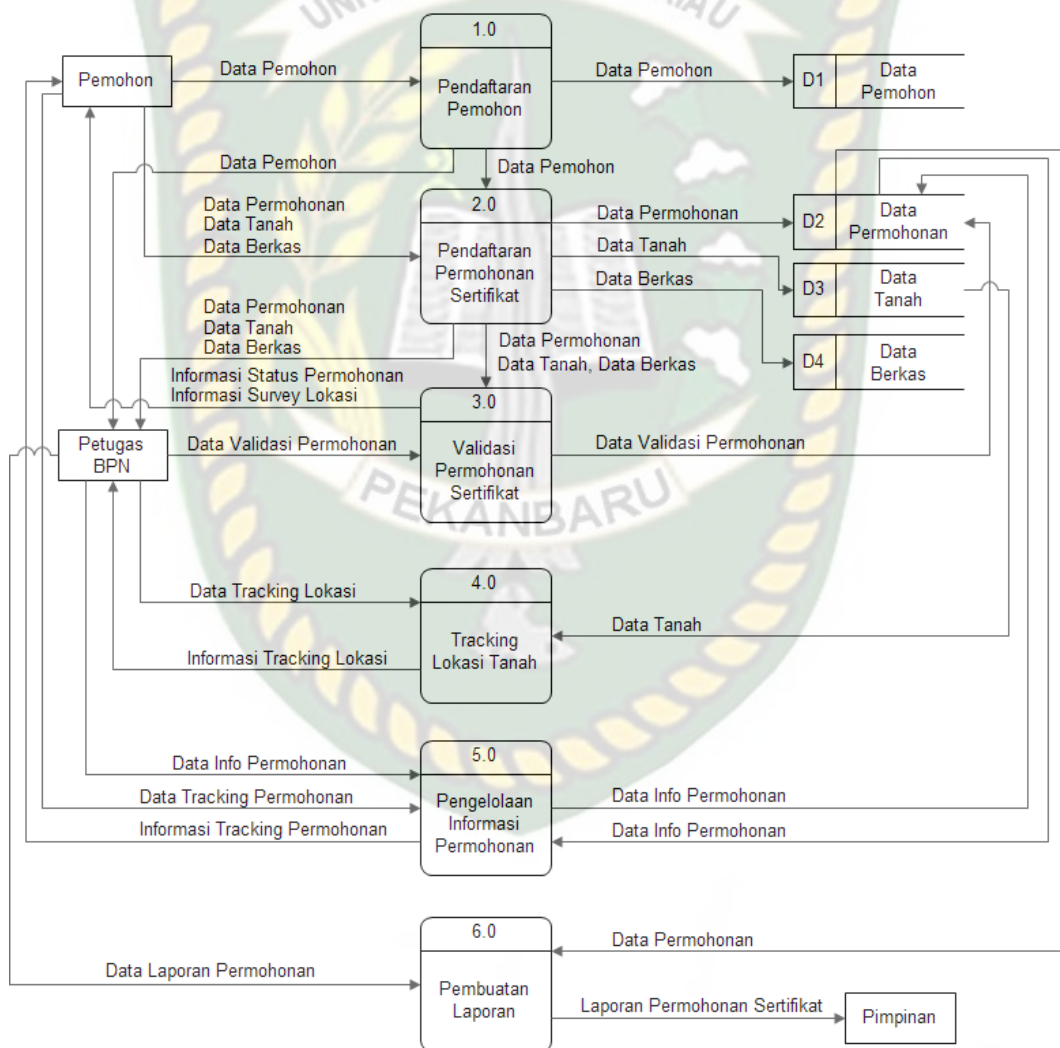 UNIVERSITAS ISLAM RIAU
1.0
Pemohon
Data Pemohon
Pendaftaran
Pemohon
Data Pemohon
D1
Data
Pemohon
Data Pemohon
Data Pemohon
Data Permohonan
Data Tanah
Data Berkas
2.0
Pendaftaran
Permohonan
Sertifikat
Data Permohonan
D2
Data
Permohonan
Data Tanah
D3
Data
Tanah
Data Berkas
D4
Data
Berkas
Data Permohonan
Data Tanah
Data Berkas
Data Permohonan
Data Tanah, Data Berkas
Informasi Status Permohonan
Informasi Survey Lokasi
3.0
Petugas
BPN
Data Validasi Permohonan
Validasi
Permohonan
Sertifikat
Data Validasi Permohonan
PEKANBARU
4.0
Data Tracking Lokasi
Tracking
Lokasi Tanah
Data Tanah
Informasi Tracking Lokasi
5.0
Data Info Permohonan
Data Tracking Permohonan
Informasi Tracking Permohonan
Pengelolaan
Informasi
Permohonan
Data Info Permohonan
Data Info Permohonan
6.0
Data Permohonan
Data Laporan Permohonan
Pembuatan
Laporan
Laporan Permohonan Sertifikat
Pimpinan